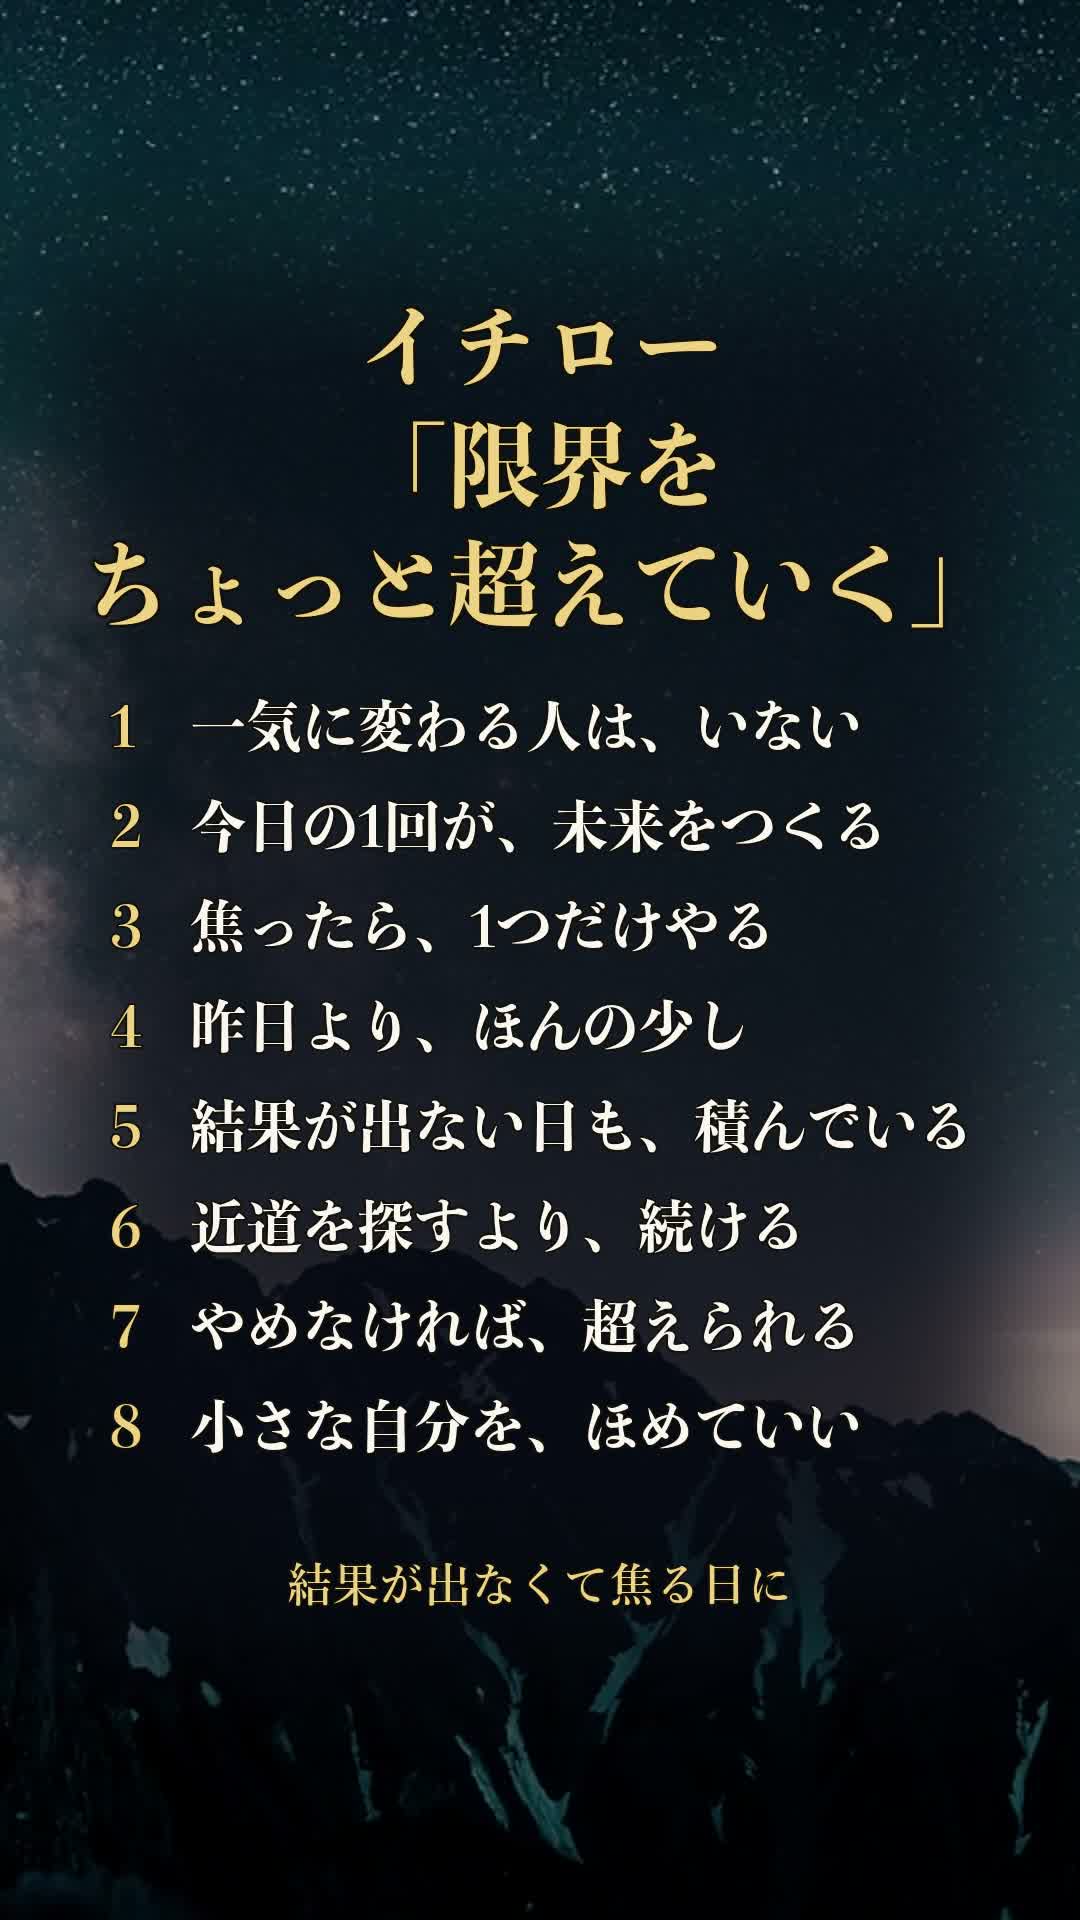 イチロー
「限界を
ちょっと超えていく」
1 一気に変わる人は、いない
2 今日の1回が、未来をつくる
3 焦ったら、1つだけやる
4 昨日より、ほんの少し
5 結果が出ない日も、積んでいる
6 近道を探すより、続ける
7 やめなければ、超えられる
8 小さな自分を、ほめていい
結果が出なくて焦る日に